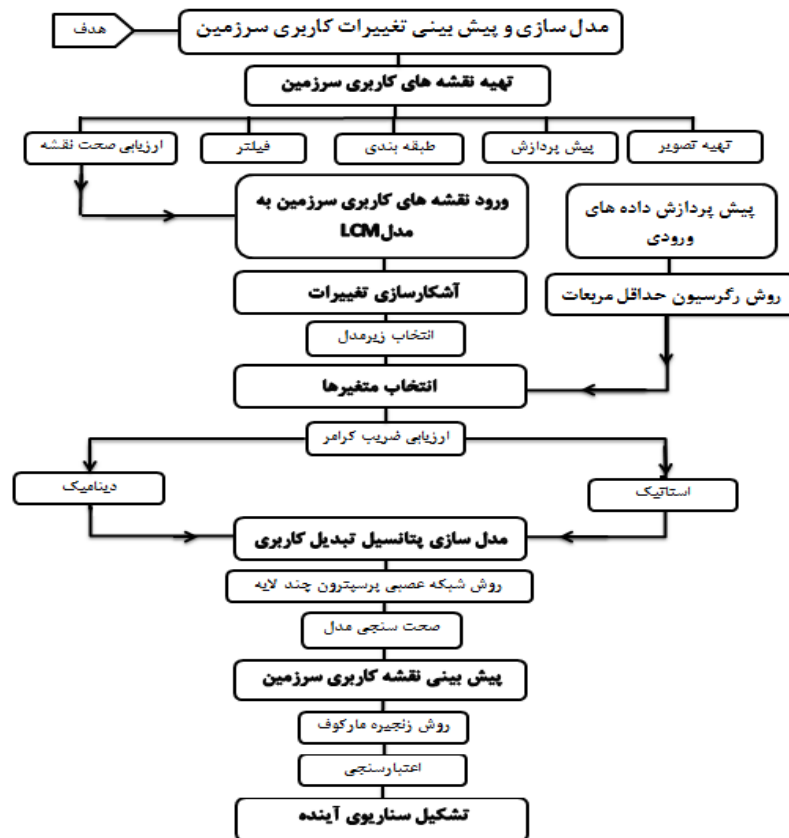 هدف
مدل سازی و پیش بینی تغییرات کاربری سرزمین
تهیه نقشه های کاربری سرزمین
تهیه تصویر
پیش پردازش
طبقه بندی
فیلتر
ارزیابی صحت نقشه
ورود نقشه های کاربری سرزمین به
مدل LCM
پیش پردازش داده های
ورودی
آشکارسازی تغییرات
روش رگرسیون حداقل مربعات
انتخاب زیرمدل
انتخاب متغیرها
ارزیابی ضریب کرامر
استاتیک
دینامیک
مدل سازی پتانسیل تبدیل کاربری
روش شبکه عصبی پرسپترون چند لایه
صحت سنجی مدل
پیش بینی نقشه کاربری سرزمین
روش زنجیره مارکوف
اعتبارسنجی
تشکیل سناریوی آینده